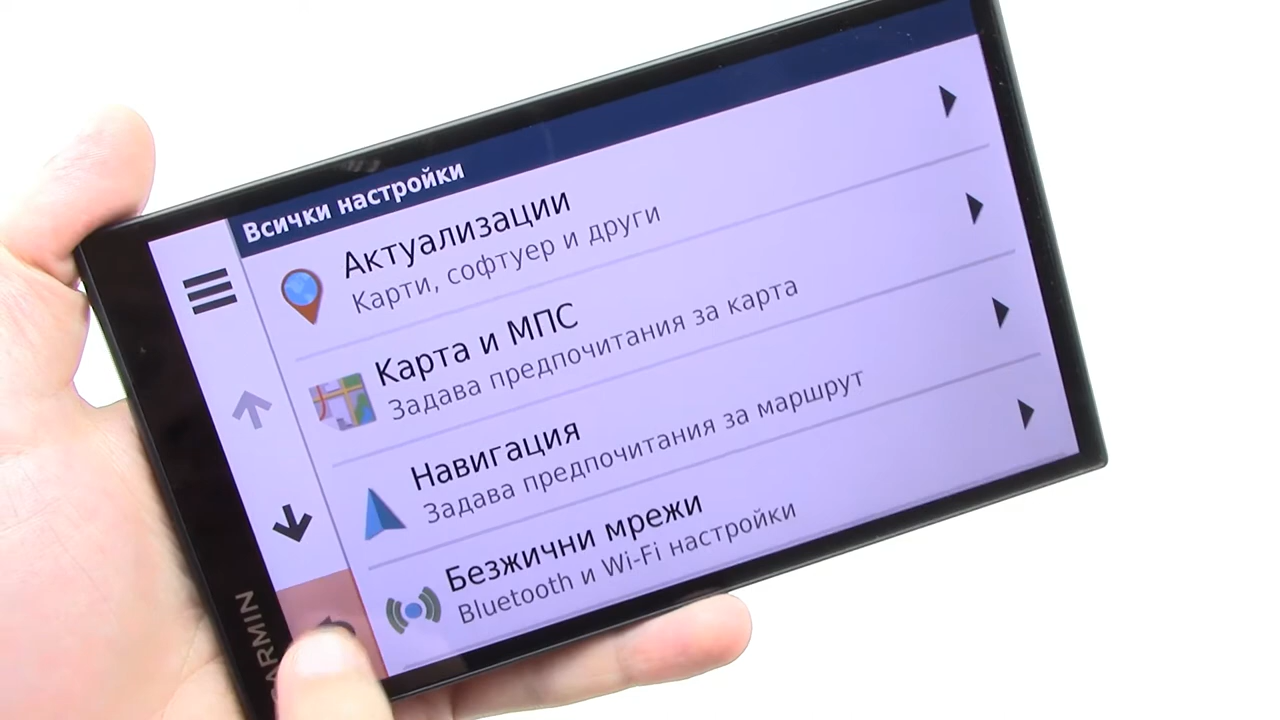 Всички настройки
Актуализации
Карти, софтуер и други
Карта и МПС
Задава предпочитания за карта
Навигация
Задава предпочитания за маршрут
Безжични мрежи
Bluetooth и Wi-Fi настройки
GARMIN